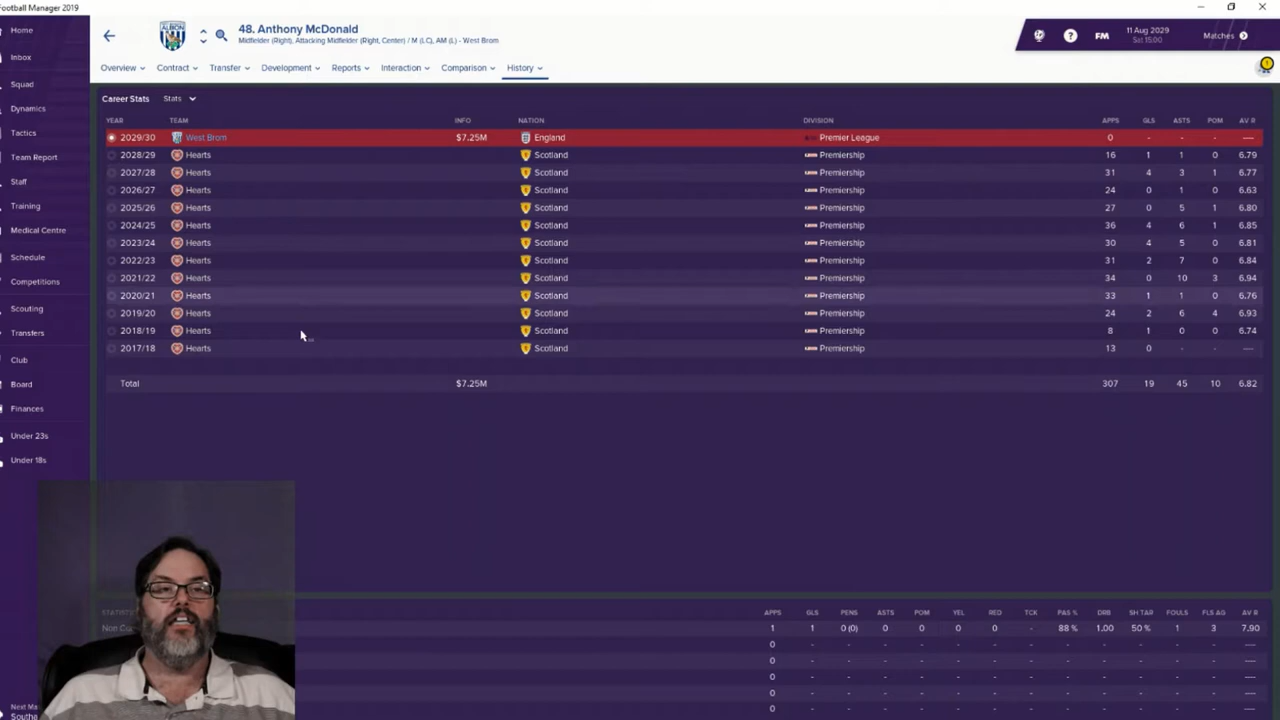 Football Manager 2019
48. Anthony McDonald
Midfielder (Right), Attacking Midfielder (Right, Center) / M (LC), AM (L) - West Brom
FM
11 Aug 2029
Sat 15:00
Matches
Overview Contract Transfer Development Reports Interaction Comparison History
Home
Inbox
Squad
Dynamics
Tactics
Team Report
Staff
Training
Medical Centre
Schedule
Competitions
Scouting
Transfers
Club
Board
Finances
Under 23s
Under 18s
Career Stats Stats
YEAR TEAM INFO NATION DIVISION APPS GLS ASTS POM AV R
2029/30 West Brom $7.25M England Premier League 0 - - - ----
2028/29 Hearts Scotland Premiership 16 1 1 0 6.79
2027/28 Hearts Scotland Premiership 31 4 3 1 6.77
2026/27 Hearts Scotland Premiership 24 0 1 0 6.63
2025/26 Hearts Scotland Premiership 27 0 5 1 6.80
2024/25 Hearts Scotland Premiership 36 4 6 1 6.85
2023/24 Hearts Scotland Premiership 30 4 5 0 6.81
2022/23 Hearts Scotland Premiership 31 2 7 0 6.84
2021/22 Hearts Scotland Premiership 34 0 10 3 6.94
2020/21 Hearts Scotland Premiership 33 1 1 0 6.76
2019/20 Hearts Scotland Premiership 24 2 6 4 6.93
2018/19 Hearts Scotland Premiership 8 1 0 0 6.74
2017/18 Hearts Scotland Premiership 13 0 - - ----
Total $7.25M 307 19 45 10 6.82
APPS GLS PENS ASTS POM YEL RED TCK PAS % DRB SH TAR FOULS FLS AG AV R
Non 1 1 0 (0) 0 0 0 0 - 88 % 1.00 50 % 1 3 7.90
0 - - - - - - - - - - - - ----
0 - - - - - - - - - - - - ----
0 - - - - - - - - - - - - ----
0 - - - - - - - - - - - - ----
0 - - - - - - - - - - - - ----
Next